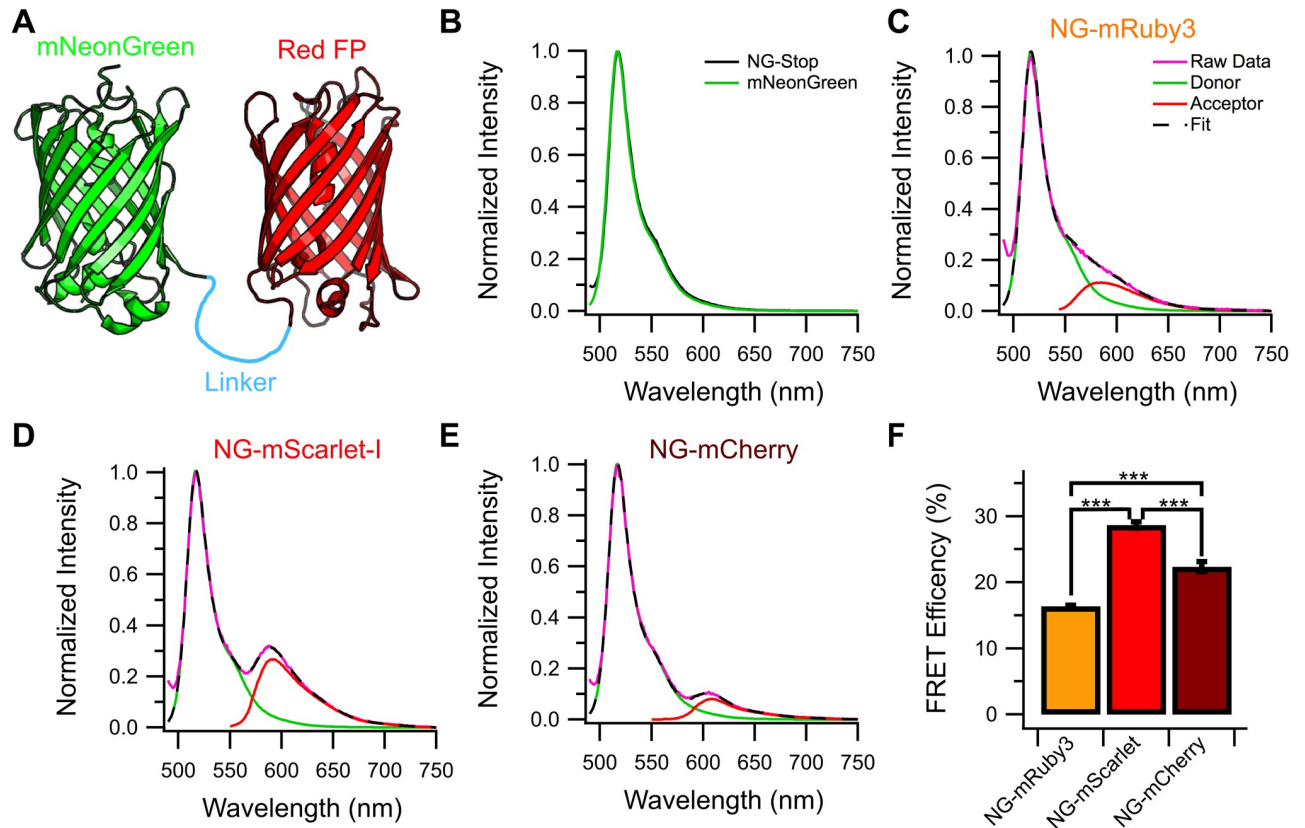 A
mNeonGreen
Red FP
Linker
B
Normalized Intensity
1.0
0.8
0.6
0.4
0.2
0.0
NG-Stop
mNeonGreen
500 550 600 650 700 750
Wavelength (nm)
C
NG-mRuby3
Normalized Intensity
1.0
0.8
0.6
0.4
0.2
0.0
Raw Data
Donor
Acceptor
Fit
500 550 600 650 700 750
Wavelength (nm)
D
NG-mScarlet-I
Normalized Intensity
1.0
0.8
0.6
0.4
0.2
0.0
500 550 600 650 700 750
Wavelength (nm)
E
NG-mCherry
Normalized Intensity
1.0
0.8
0.6
0.4
0.2
0.0
500 550 600 650 700 750
Wavelength (nm)
F
FRET Efficency (%)
30
20
10
0
***
*** ***
NG-mRuby3
NG-mScarlet
NG-mCherry